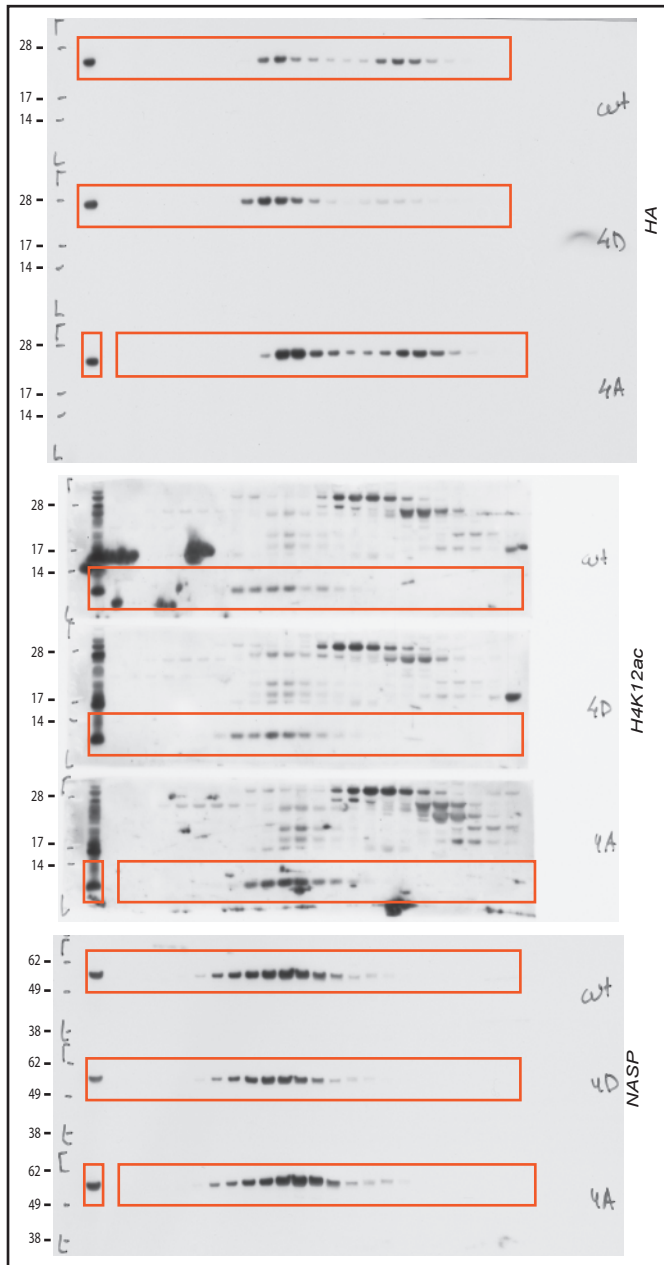 28 –
17 –
14 –
wt
28 –
17 –
14 –
4D
HA
28 –
17 –
14 –
4A
28 –
17 –
14 –
wt
28 –
17 –
14 –
4D
H4K12ac
28 –
17 –
14 –
4A
62 –
49 –
38 –
wt
62 –
49 –
38 –
4D
NASP
62 –
49 –
38 –
4A